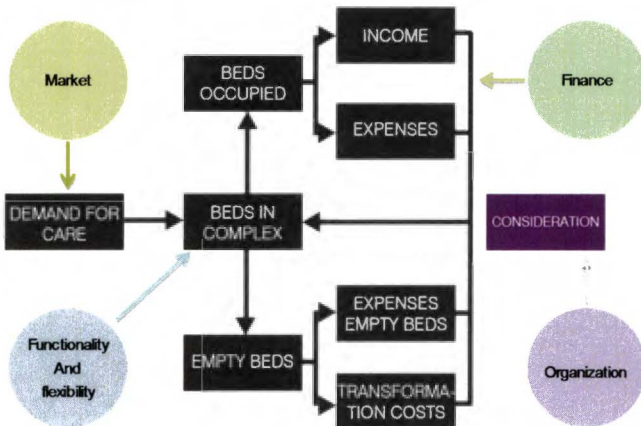 Market
INCOME
Finance
BEDS
OCCUPIED
EXPENSES
DEMAND FOR
CARE
BEDS IN
COMPLEX
CONSIDERATION
EXPENSES
EMPTY BEDS
Functionality
And
flexibility
EMPTY BEDS
TRANSFORMA-
TION COSTS
Organization